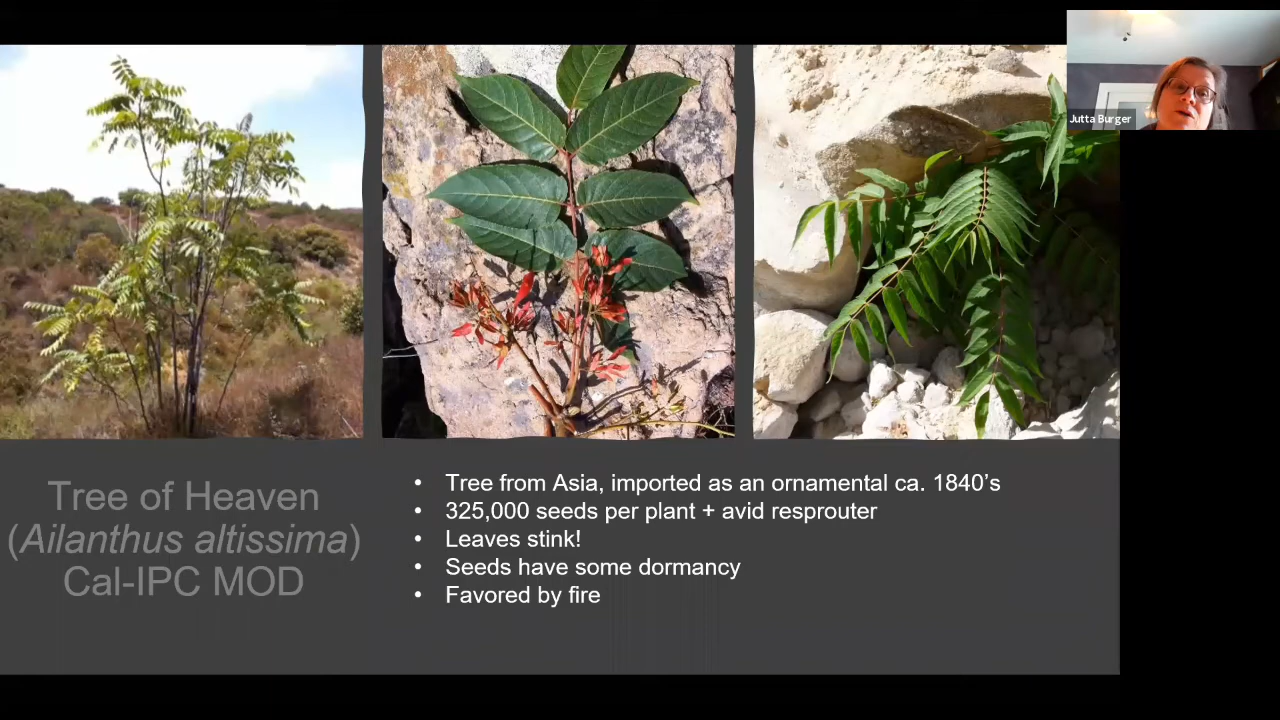 Jutta Burger
Tree of Heaven
(Ailanthus altissima)
Cal-IPC MOD
• Tree from Asia, imported as an ornamental ca. 1840’s
• 325,000 seeds per plant + avid resprouter
• Leaves stink!
• Seeds have some dormancy
• Favored by fire